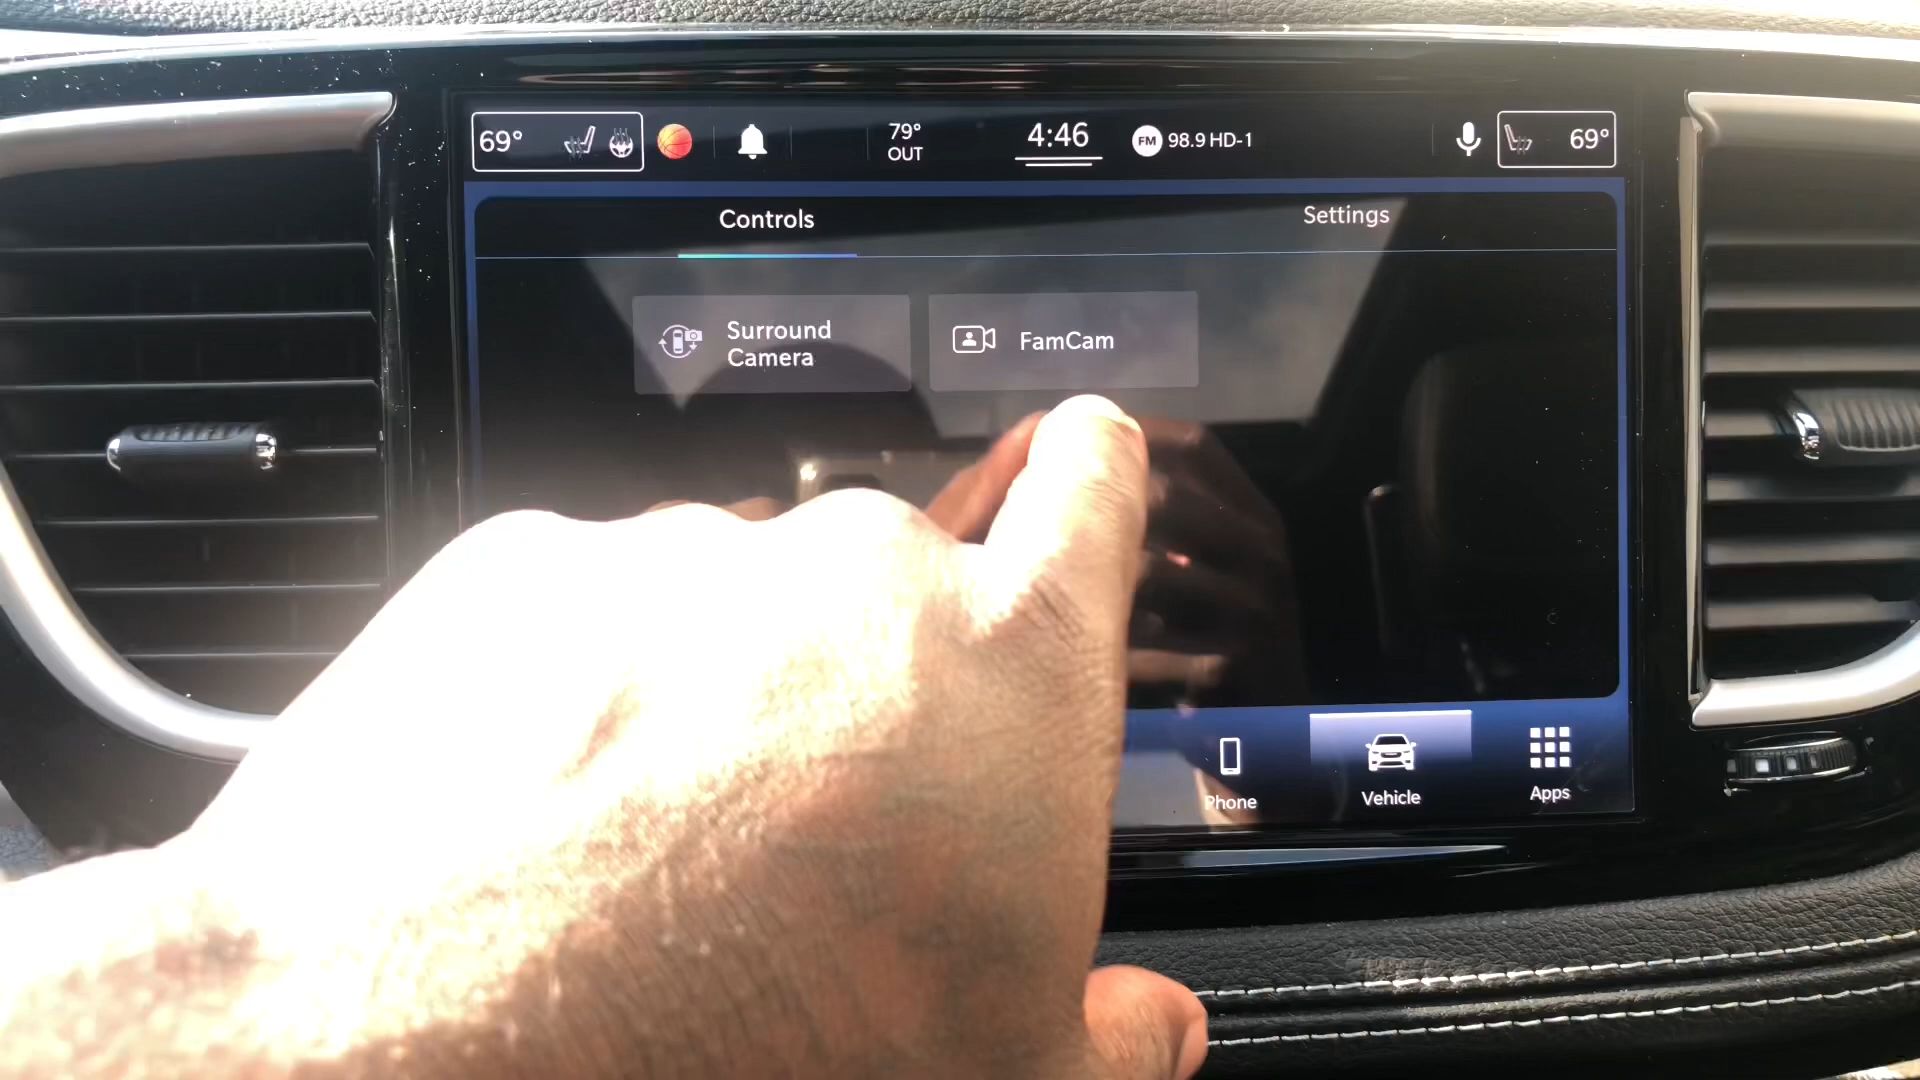 69°
79°
OUT
4:46
FM 98.9 HD-1
69°
Controls
Settings
Surround
Camera
FamCam
Phone
Vehicle
Apps